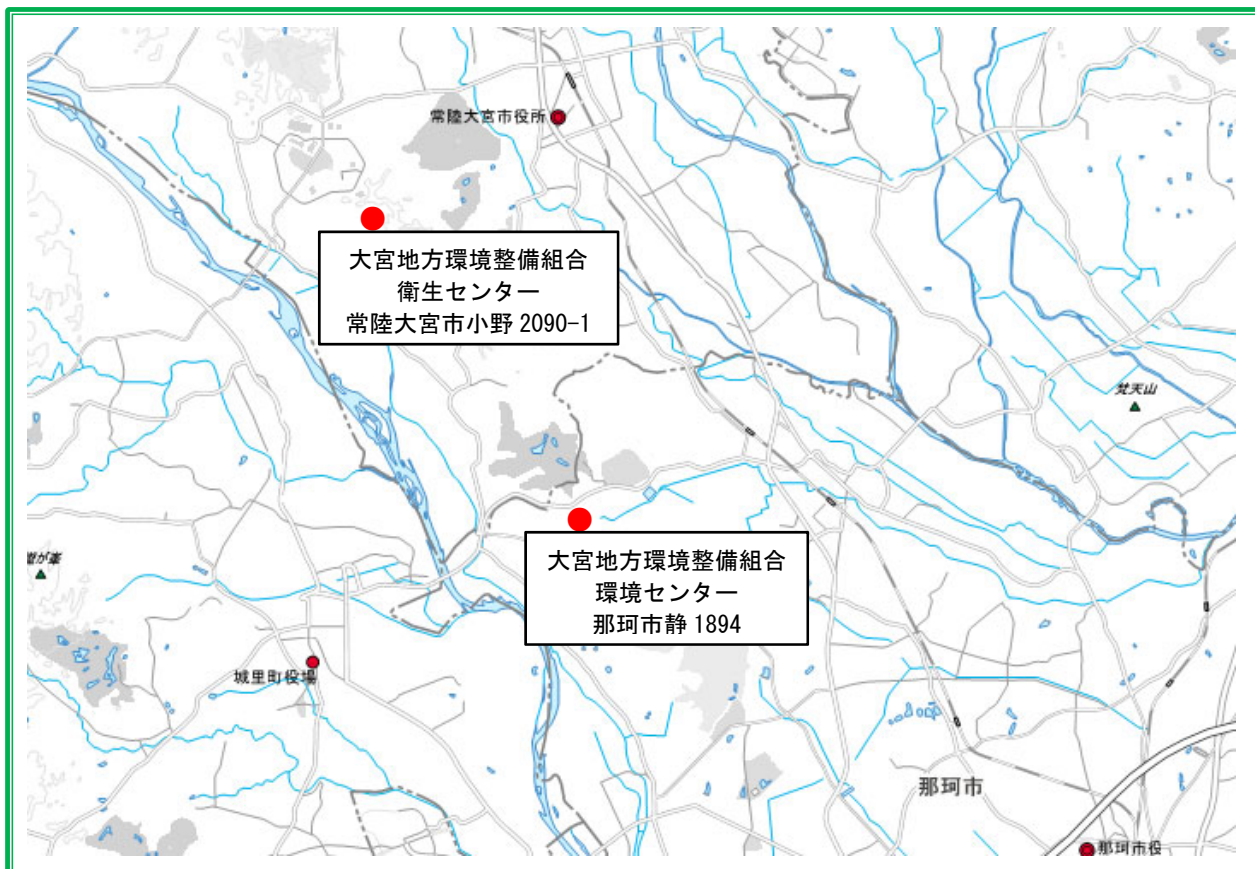 常陸大宮市役所
大宮地方環境整備組合
衛生センター
常陸大宮市小野 2090-1
梵天山
大宮地方環境整備組合
環境センター
那珂市静 1894
が峯
城里町役場
那珂市
那珂市役